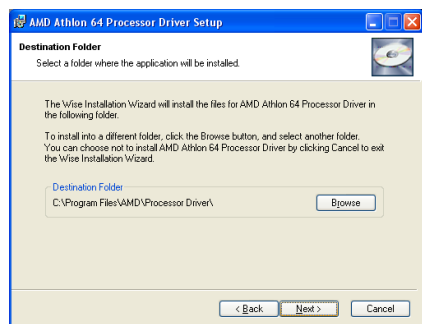 AMD Athlon 64 Processor Driver Setup
Destination Folder
Select a folder where the application will be installed.
The Wise Installation Wizard will install the files for AMD Athlon 64 Processor Driver in
the following folder.
To install into a different folder, click the Browse button, and select another folder.
You can choose not to install AMD Athlon 64 Processor Driver by clicking Cancel to exit
the Wise Installation Wizard.
Destination Folder
C:\Program Files\AMD\Processor Driver\
Browse
< Back
Next >
Cancel